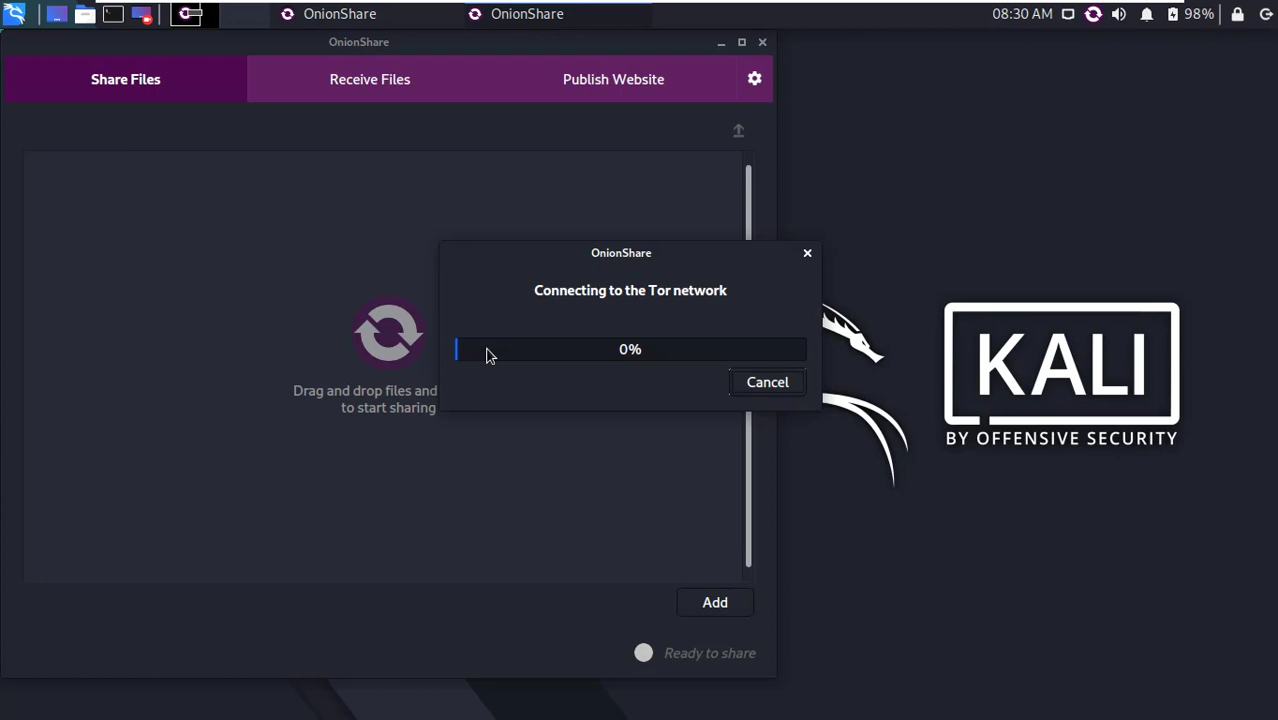 OnionShare
OnionShare
08:30 AM
98%
OnionShare
Share Files
Receive Files
Publish Website
OnionShare
Connecting to the Tor network
0%
Cancel
Drag and drop files and
to start sharing
Add
Ready to share
KALI
BY OFFENSIVE SECURITY